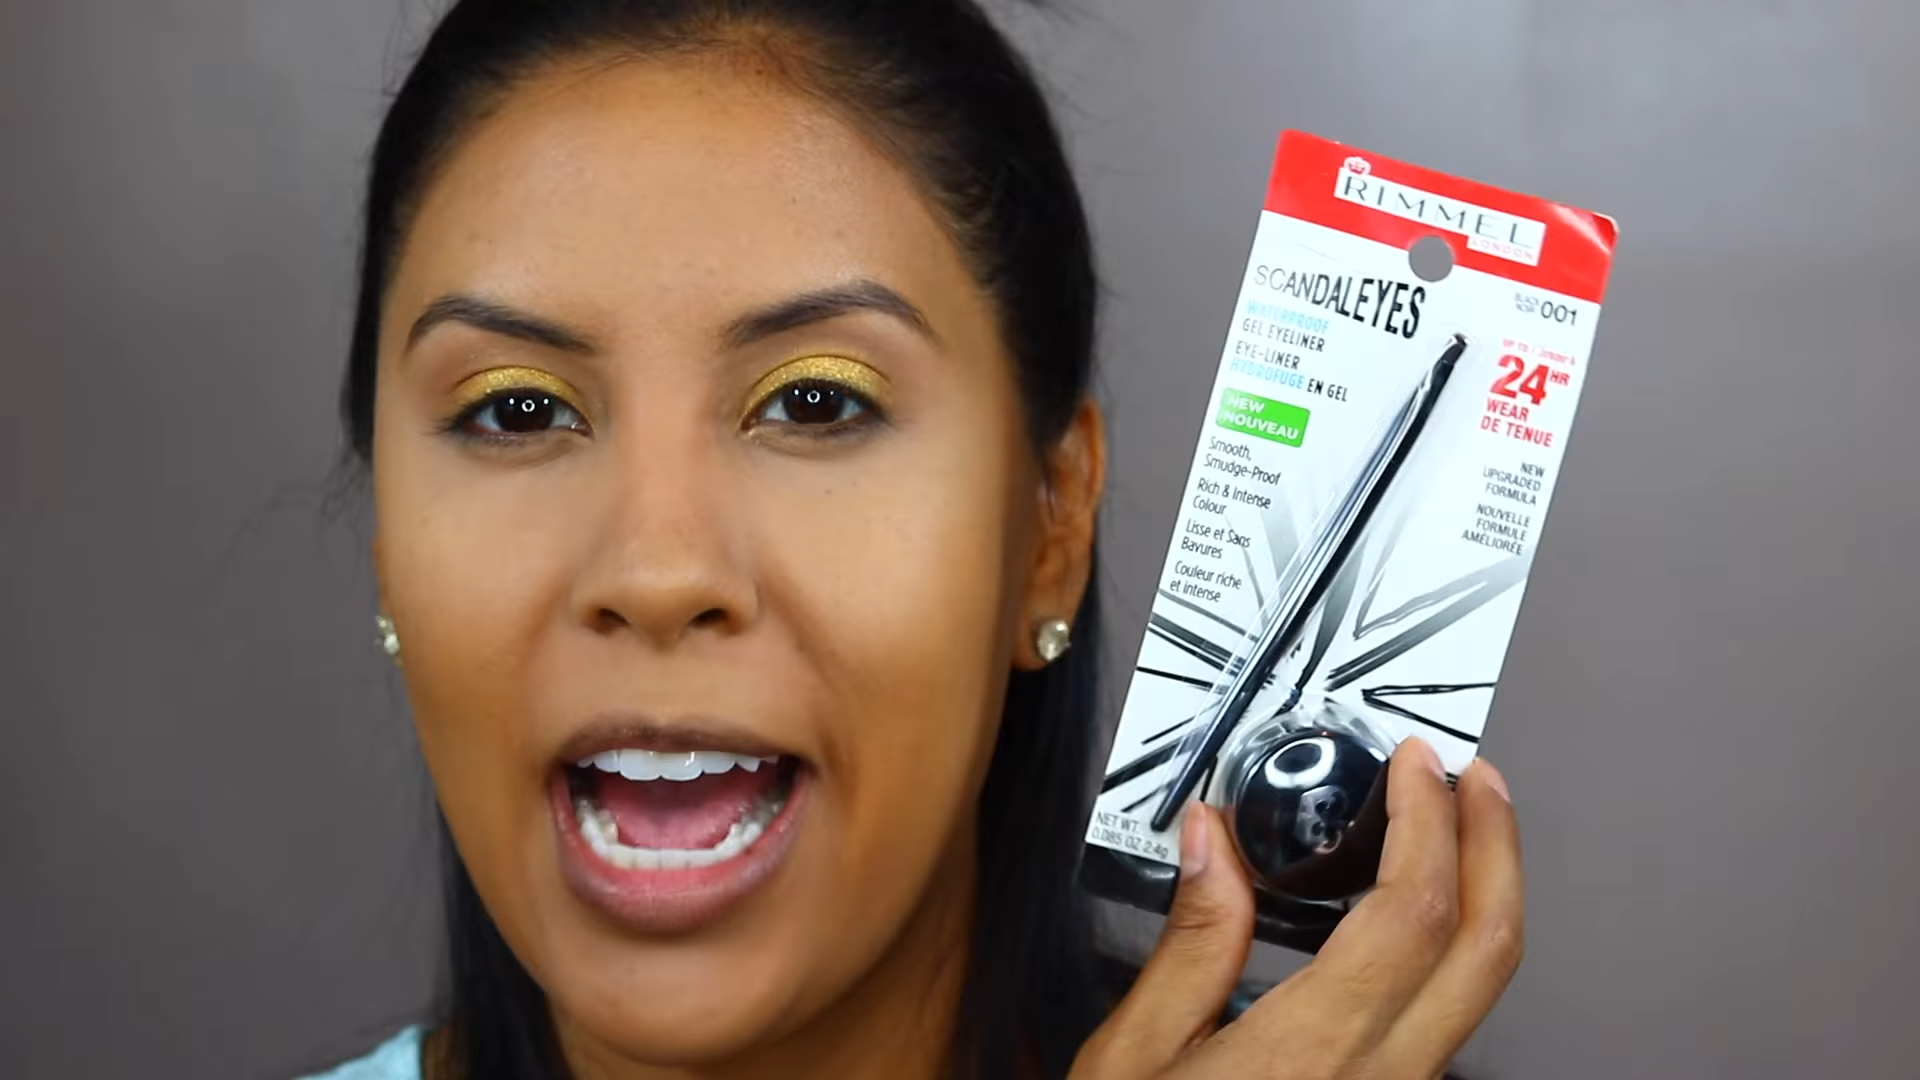 RIMMEL
LONDON
SCANDALEYES
BLACK
NOIR 001
WATERPROOF
GEL EYELINER
EYE-LINER
HYDROFUGE EN GEL
NEW
NOUVEAU
Smooth,
Smudge-Proof
Rich & Intense
Colour
Lisse et Sans
Bavures
Couleur riche
et intense
UP TO
24HR
WEAR
DE TENUE
NEW
UPGRADED
FORMULA
NOUVELLE
FORMULE
AMÉLIORÉE
NET WT.
0.085 OZ 2.4g